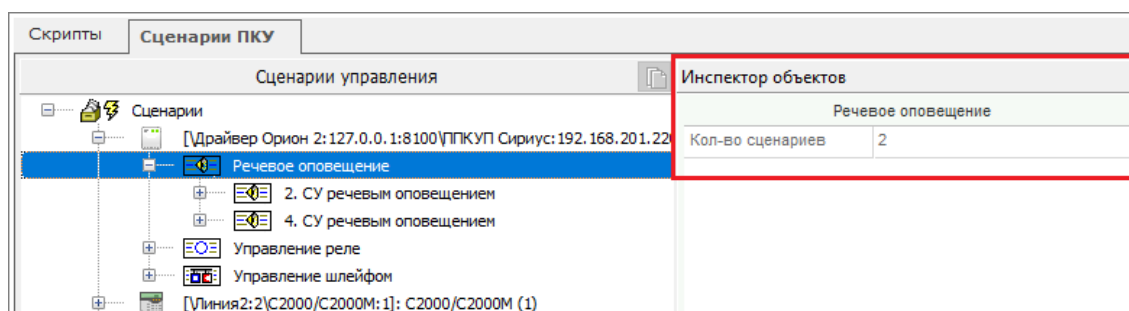 Скрипты Сценарии ПКУ
Сценарии управления
Инспектор объектов
Сценарии
Речевое оповещение
[\Драйвер Орион 2:127.0.0.1:8100\ППКУП Сириус:192.168.201.220
Кол-во сценариев 2
Речевое оповещение
2. СУ речевым оповещением
4. СУ речевым оповещением
Управление реле
Управление шлейфом
[\Линия2:2\С2000/С2000М:1]: С2000/С2000М (1)